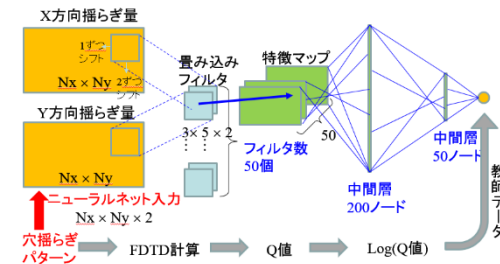 X方向揺らぎ量
1ずつ
シフト
2ずつ
シフト
Nx × Ny
Y方向揺らぎ量
Nx × Ny
畳み込み
フィルタ
3× 5 × 2
⋮ ⋮
フィルタ数
50個
特徴マップ
50
中間層
200ノード
中間層
50ノード
教師データ
ニューラルネット入力
Nx × Ny × 2
穴揺らぎ
パターン
FDTD計算
Q値
Log(Q値)